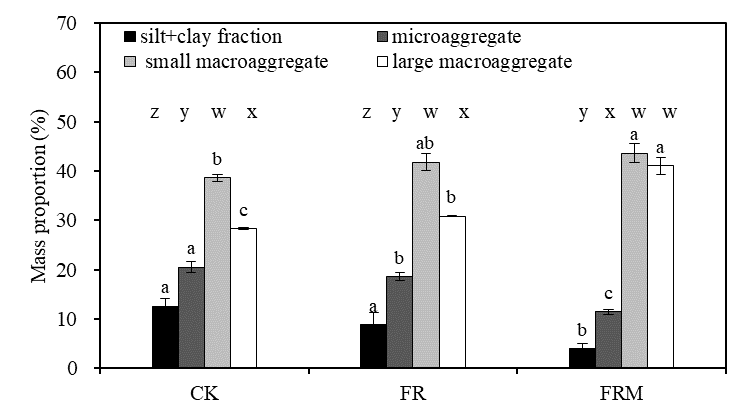 70
silt+clay fraction microaggregate
60
small macroaggregate large macroaggregate
50
z y w x z y w x y x w w
40
b ab a a
30
c b
20
a b c
10
a a b
0
CK FR FRM
Mass proportion (%)